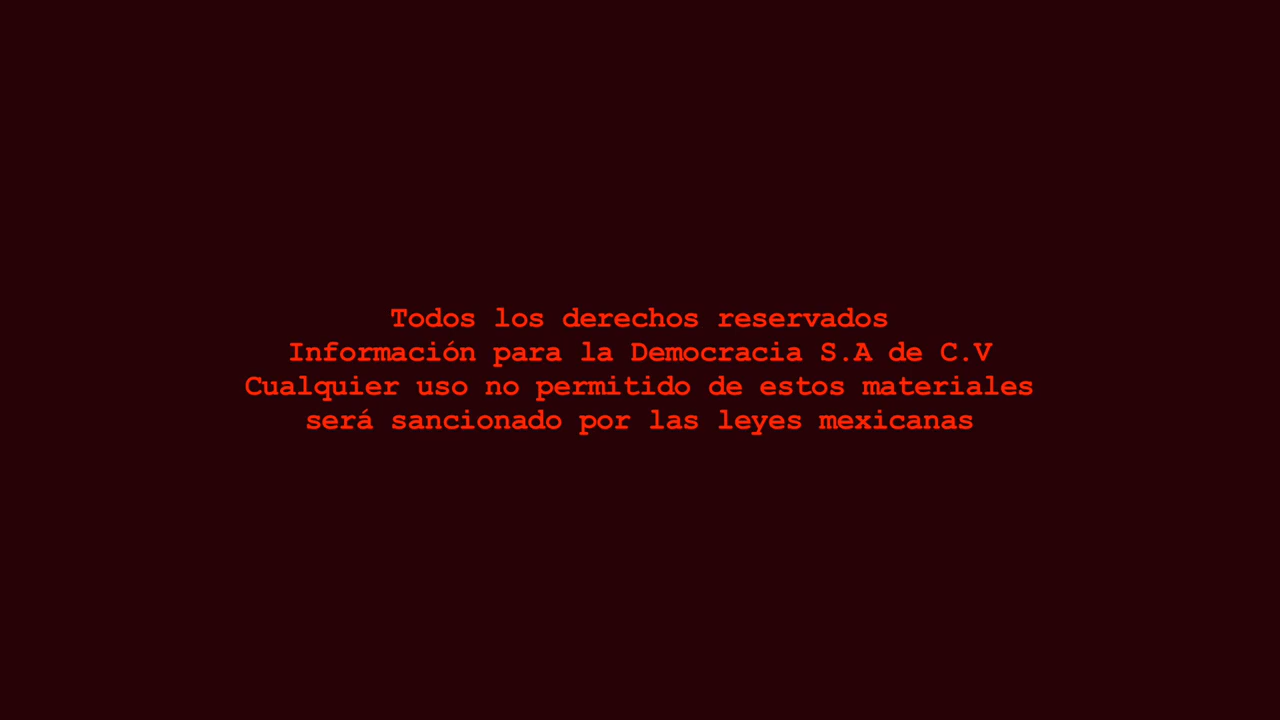 Todos los derechos reservados
Información para la Democracia S.A de C.V
Cualquier uso no permitido de estos materiales
será sancionado por las leyes mexicanas